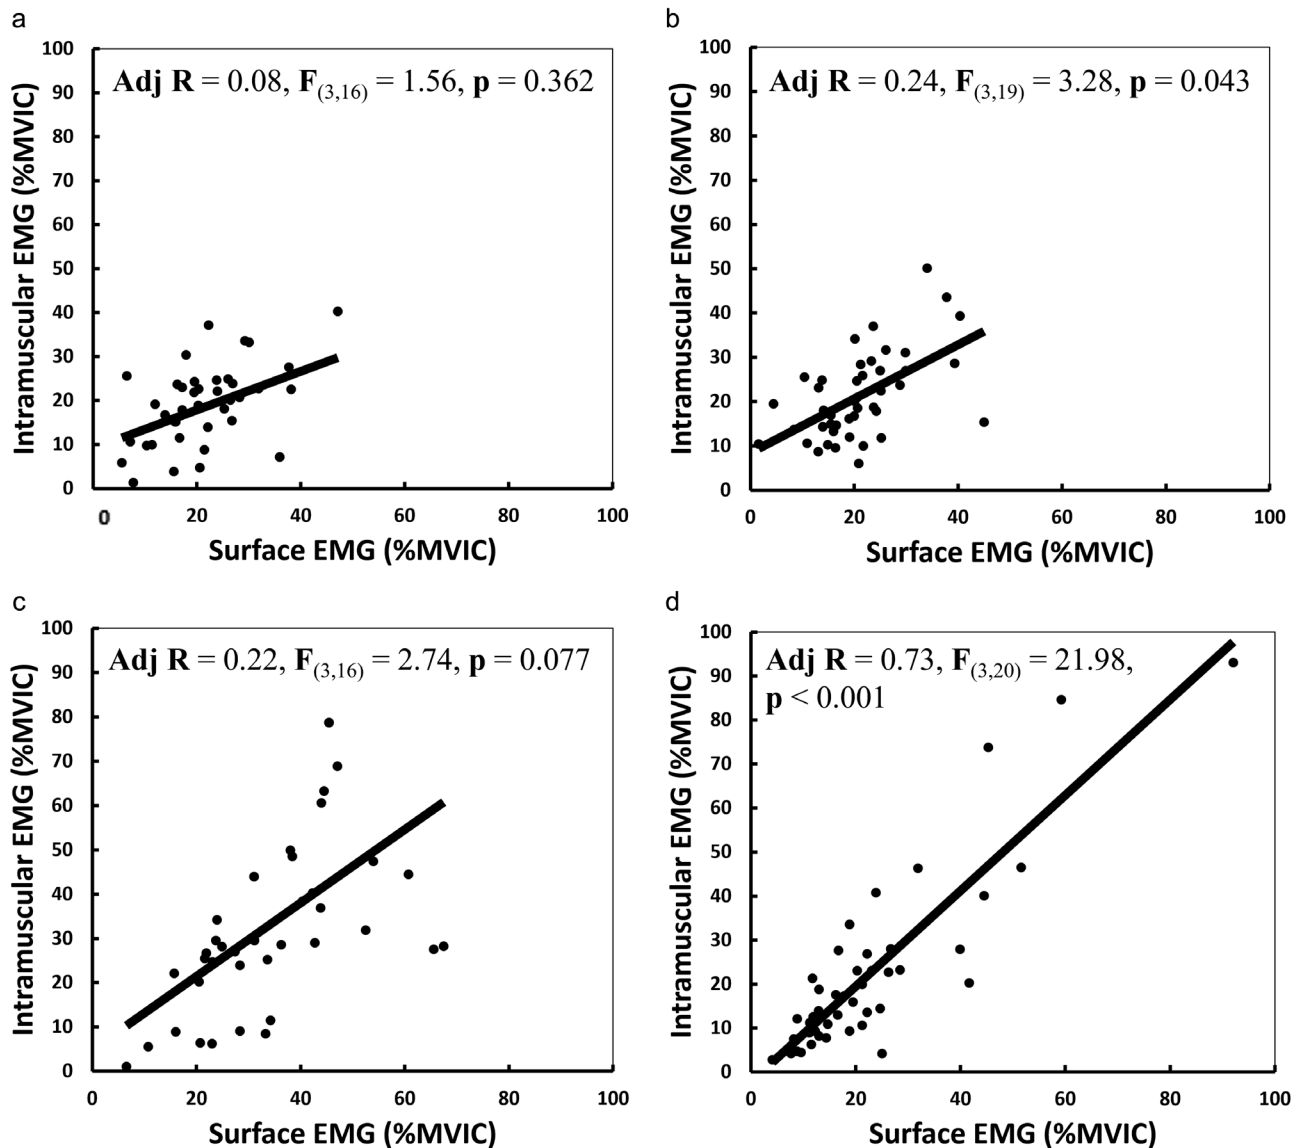 a
Adj R = 0.08, F(3,16) = 1.56, p = 0.362
100
90
80
70
60
50
40
30
20
10
0
Intramuscular EMG (%MVIC)
0 20 40 60 80 100
Surface EMG (%MVIC)
b
Adj R = 0.24, F(3,19) = 3.28, p = 0.043
100
90
80
70
60
50
40
30
20
10
0
Intramuscular EMG (%MVIC)
0 20 40 60 80 100
Surface EMG (%MVIC)
c
Adj R = 0.22, F(3,16) = 2.74, p = 0.077
100
90
80
70
60
50
40
30
20
10
0
Intramuscular EMG (%MVIC)
0 20 40 60 80 100
Surface EMG (%MVIC)
d
Adj R = 0.73, F(3,20) = 21.98,
p < 0.001
100
90
80
70
60
50
40
30
20
10
0
Intramuscular EMG (%MVIC)
0 20 40 60 80 100
Surface EMG (%MVIC)